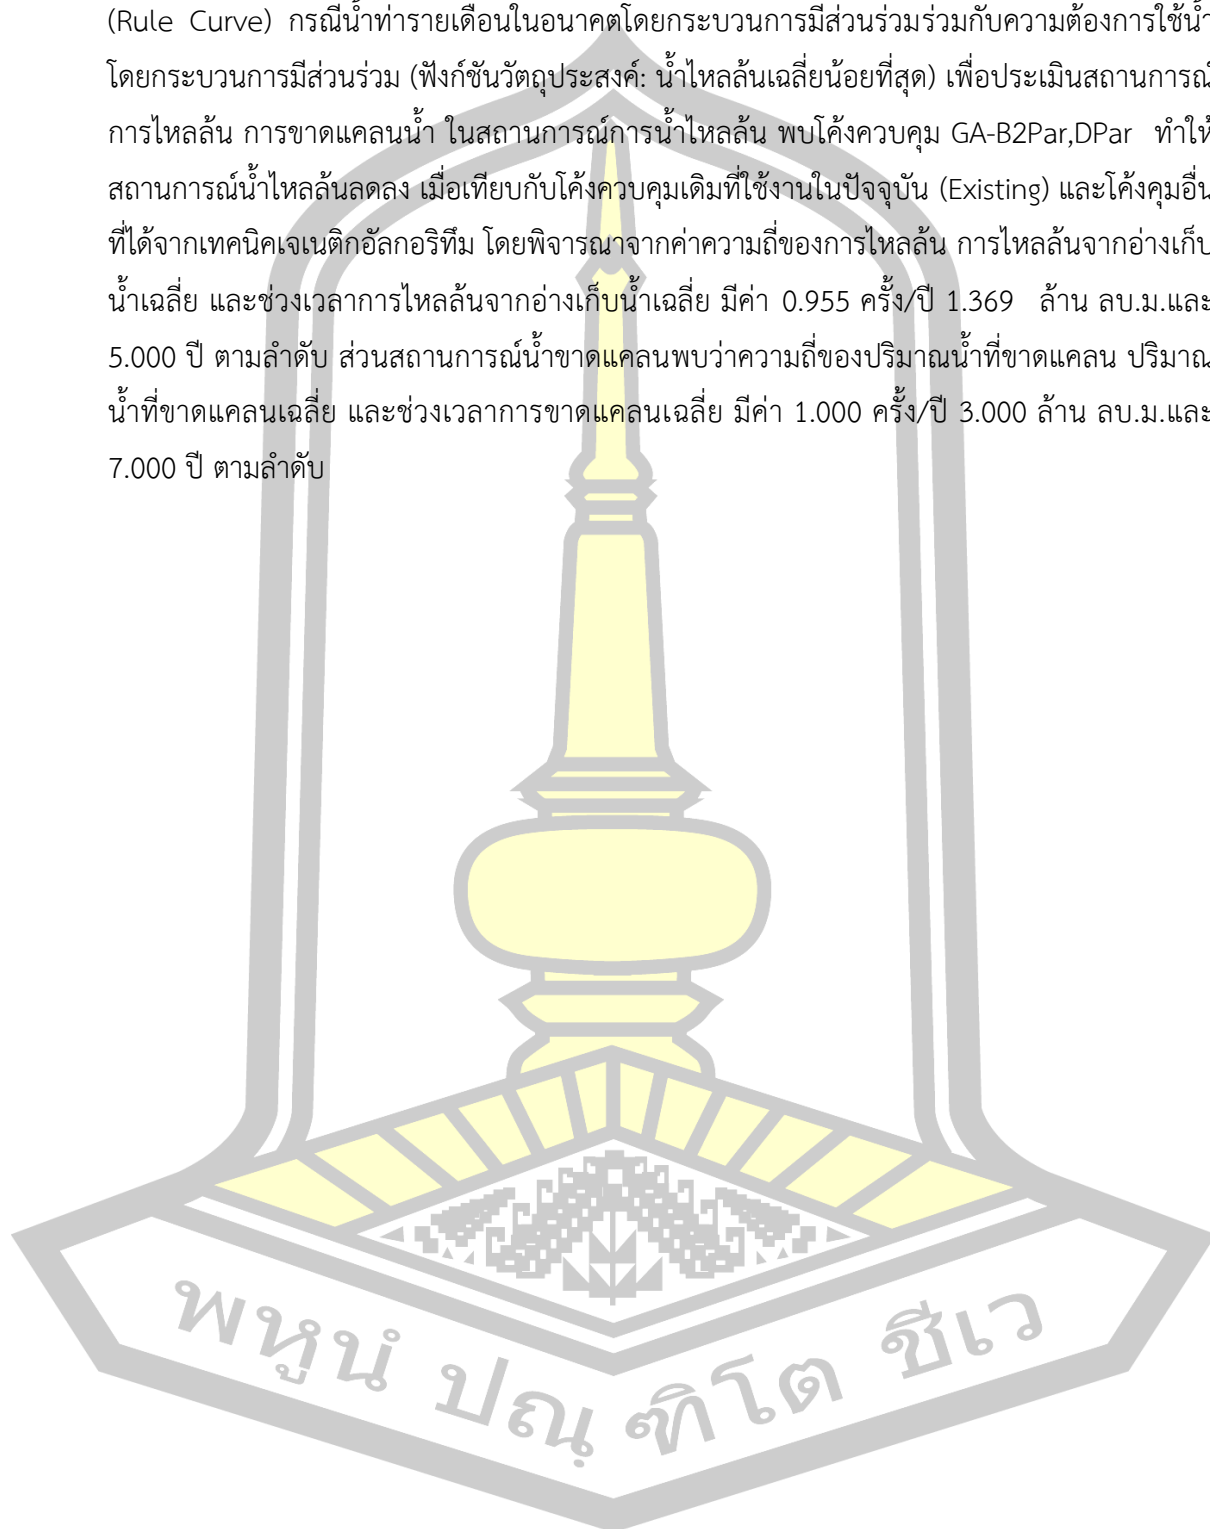 (Rule Curve) กรณีน้ำท่ารายเดือนในอนาคตโดยกระบวนการมีส่วนร่วมร่วมกับความต้องการใช้น้ำ
โดยกระบวนการมีส่วนร่วม (ฟังก์ชันวัตถุประสงค์: น้ำไหลล้นเฉลี่ยน้อยที่สุด) เพื่อประเมินสถานการณ์
การไหลล้น การขาดแคลนน้ำ ในสถานการณ์การน้ำไหลล้น พบโค้งควบคุม GA-B2Par,DPar ทำให้
สถานการณ์น้ำไหลล้นลดลง เมื่อเทียบกับโค้งควบคุมเดิมที่ใช้งานในปัจจุบัน (Existing) และโค้งคุมอื่น
ที่ได้จากเทคนิคเจเนติกอัลกอริทึม โดยพิจารณาจากค่าความถี่ของการไหลล้น การไหลล้นจากอ่างเก็บ
น้ำเฉลี่ย และช่วงเวลาการไหลล้นจากอ่างเก็บน้ำเฉลี่ย มีค่า 0.955 ครั้ง/ปี 1.369 ล้าน ลบ.ม.และ
5.000 ปี ตามลำดับ ส่วนสถานการณ์น้ำขาดแคลนพบว่าความถี่ของปริมาณน้ำที่ขาดแคลน ปริมาณ
น้ำที่ขาดแคลนเฉลี่ย และช่วงเวลาการขาดแคลนเฉลี่ย มีค่า 1.000 ครั้ง/ปี 3.000 ล้าน ลบ.ม.และ
7.000 ปี ตามลำดับ
พหูนํ ปณฺ ฑิโต ชีเว